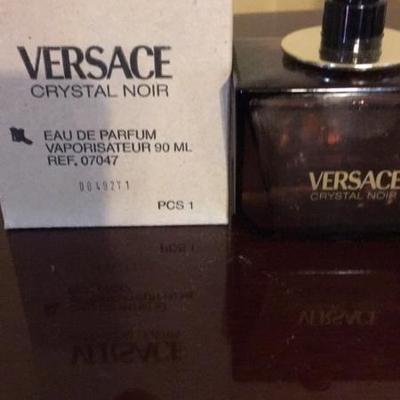 VERSACE
CRYSTAL NOIR
EAU DE PARFUM
VAPORISATEUR 90 ML
REF. 07047
PCS 1
VERSACE
CRYSTAL NOIR